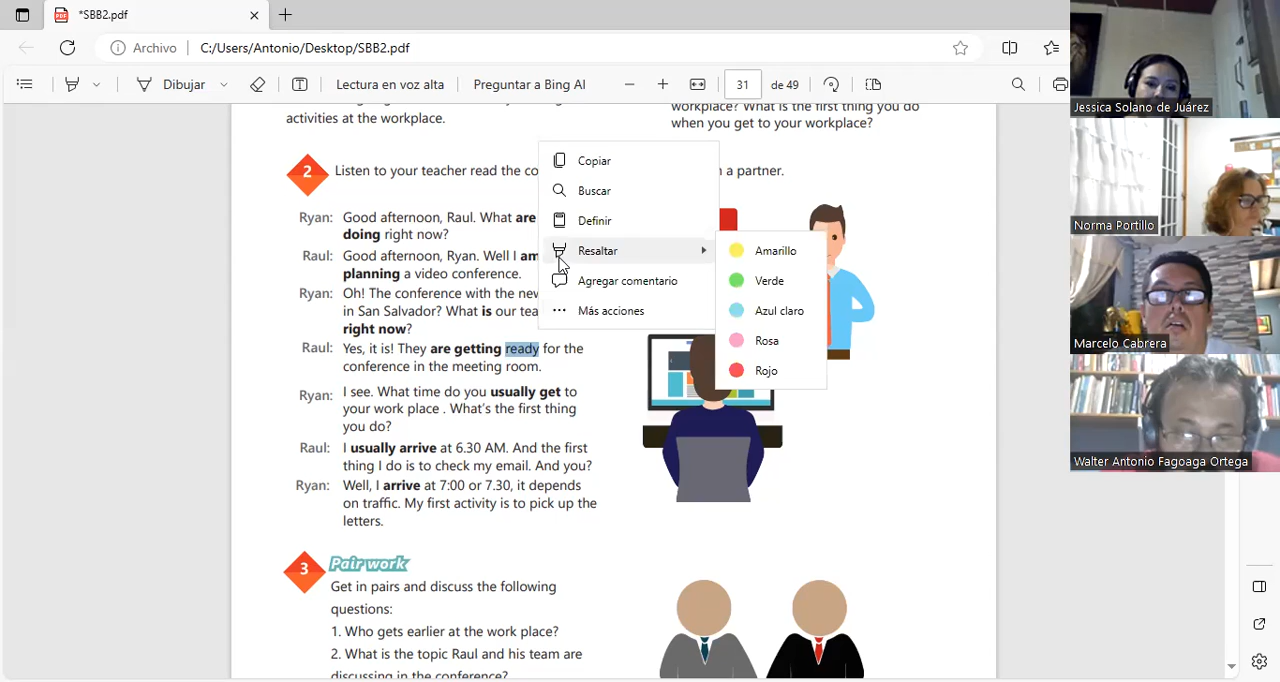 *SBB2.pdf
Archivo
C:/Users/Antonio/Desktop/SBB2.pdf
Dibujar
Lectura en voz alta
Preguntar a Bing AI
31
de 49
activities at the workplace.
workplace? What is the first thing you do
when you get to your workplace?
2
Listen to your teacher read the co
a partner.
Copiar
Buscar
Definir
Resaltar
Agregar comentario
Más acciones
Amarillo
Verde
Azul claro
Rosa
Rojo
Ryan: Good afternoon, Raul. What are
doing right now?
Raul: Good afternoon, Ryan. Well I am
planning a video conference.
Ryan: Oh! The conference with the new
in San Salvador? What is our tea
right now?
Raul: Yes, it is! They are getting ready for the
conference in the meeting room.
Ryan: I see. What time do you usually get to
your work place . What's the first thing
you do?
Raul: I usually arrive at 6.30 AM. And the first
thing I do is to check my email. And you?
Ryan: Well, I arrive at 7:00 or 7.30, it depends
on traffic. My first activity is to pick up the
letters.
3
Pair work
Get in pairs and discuss the following
questions:
1. Who gets earlier at the work place?
2. What is the topic Raul and his team are
discussing in the conference?
Jessica Solano de Juárez
Norma Portillo
Marcelo Cabrera
Walter Antonio Fagoaga Ortega